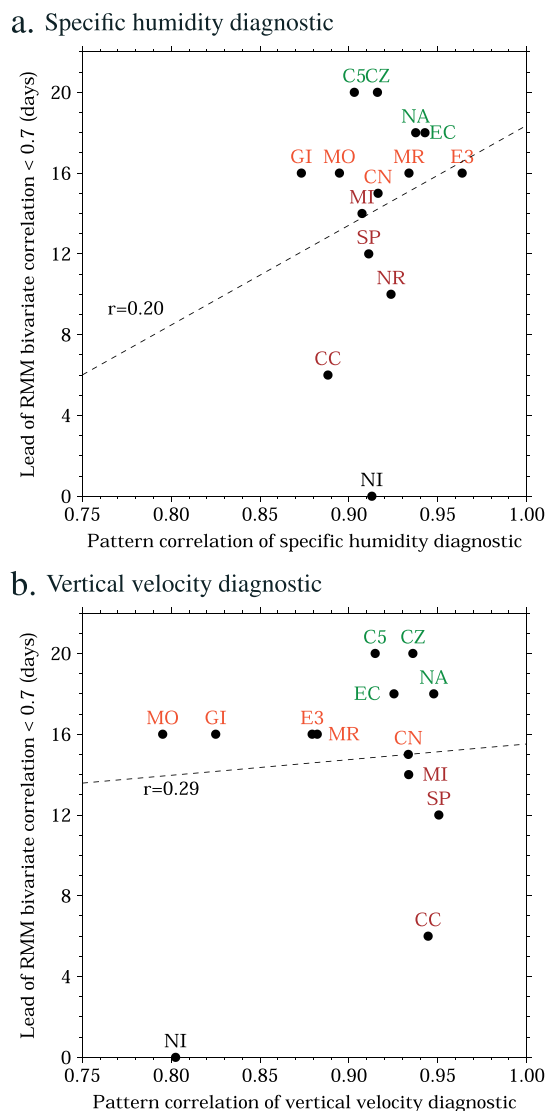 a. Specific humidity diagnostic
Lead of RMM bivariate correlation < 0.7 (days)
20
16
12
8
4
0
C5 CZ
NA
EC
GI MO MR E3
CN
MI
SP
NR
r=0.20
CC
NI
0.75 0.80 0.85 0.90 0.95 1.00
Pattern correlation of specific humidity diagnostic
b. Vertical velocity diagnostic
Lead of RMM bivariate correlation < 0.7 (days)
20
16
12
8
4
0
C5 CZ
EC NA
MO GI E3 MR
CN
MI
r=0.29
SP
CC
NI
0.75 0.80 0.85 0.90 0.95 1.00
Pattern correlation of vertical velocity diagnostic